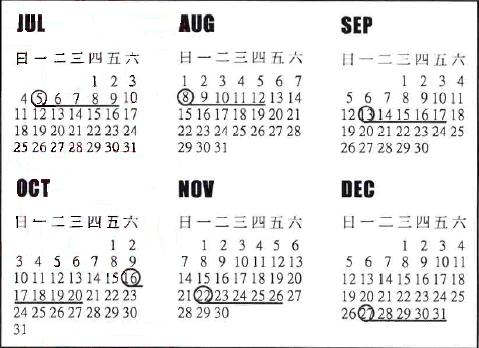 JUL
日一二三四五六
1 2 3
4 5 6 7 8 9 10
11 12 13 14 15 16 17
18 19 20 21 22 23 24
25 26 27 28 29 30 31
AUG
日一二三四五六
1 2 3 4 5 6 7
8 9 10 11 12 13 14
15 16 17 18 19 20 21
22 23 24 25 26 27 28
29 30 31
SEP
日一二三四五六
1 2 3 4
5 6 7 8 9 10 11
12 13 14 15 16 17 18
19 20 21 22 23 24 25
26 27 28 29 30
OCT
日一二三四五六
1 2
3 4 5 6 7 8 9
10 11 12 13 14 15 16
17 18 19 20 21 22 23
24 25 26 27 28 29 30
31
NOV
日一二三四五六
1 2 3 4 5 6
7 8 9 10 11 12 13
14 15 16 17 18 19 20
21 22 23 24 25 26 27
28 29 30
DEC
日一二三四五六
1 2 3 4
5 6 7 8 9 10 11
12 13 14 15 16 17 18
19 20 21 22 23 24 25
26 27 28 29 30 31